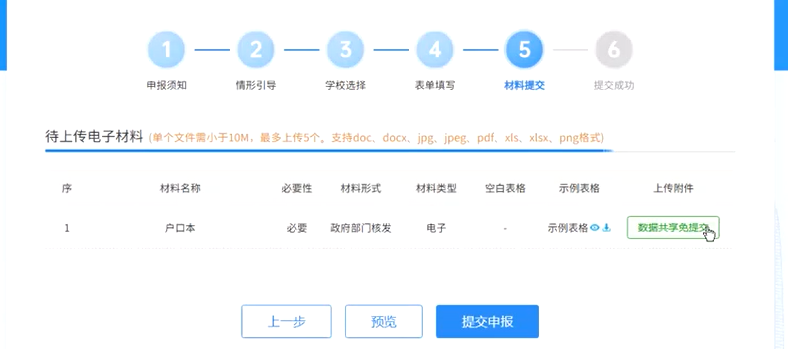 1 2 3 4 5 6
申报须知 情形引导 学校选择 表单填写 材料提交 提交成功
待上传电子材料 (单个文件需小于10M，最多上传5个。支持doc、docx、jpg、jpeg、pdf、xls、xlsx、png格式)
序 材料名称 必要性 材料形式 材料类型 空白表格 示例表格 上传附件
1 户口本 必要 政府部门核发 电子 - 示例表格 数据共享免提交
上一步 预览 提交申报